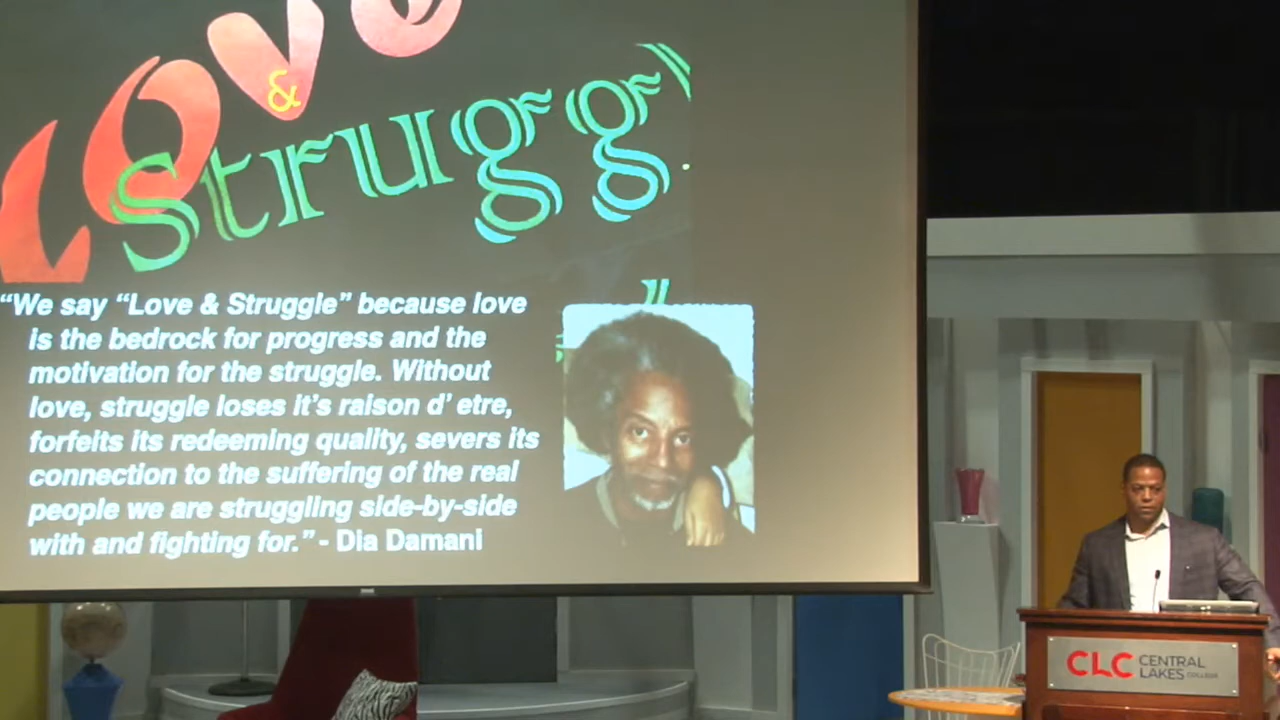 Love
&
Struggl
“We say “Love & Struggle” because love
is the bedrock for progress and the
motivation for the struggle. Without
love, struggle loses it’s raison d’ etre,
forfeits its redeeming quality, severs its
connection to the suffering of the real
people we are struggling side-by-side
with and fighting for.” - Dia Damani
CLC CENTRAL
LAKES COLLEGE